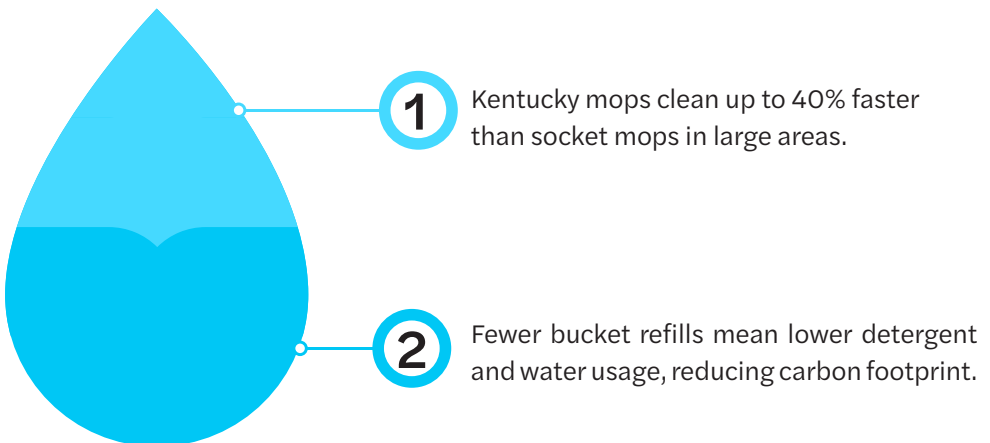 1
Kentucky mops clean up to 40% faster
than socket mops in large areas.
2
Fewer bucket refills mean lower detergent
and water usage, reducing carbon footprint.